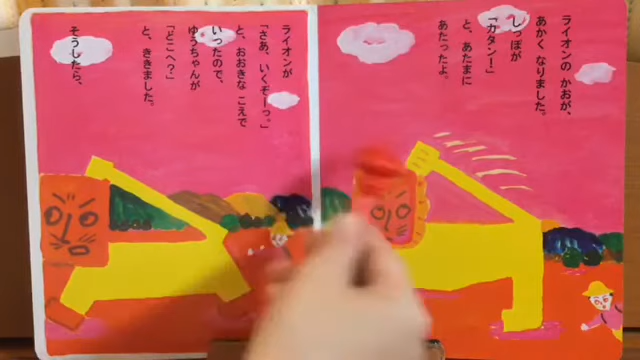 ライオンの かおが、
あかく なりました。
しっぽが
「カタン！」
と、あたまに
あたったよ。
ライオンが
「さあ、いくぞーっ。」
と、おおきな こえで
いったので、
ゆうちゃんが
「どこへ？」
と、ききました。
そうしたら、